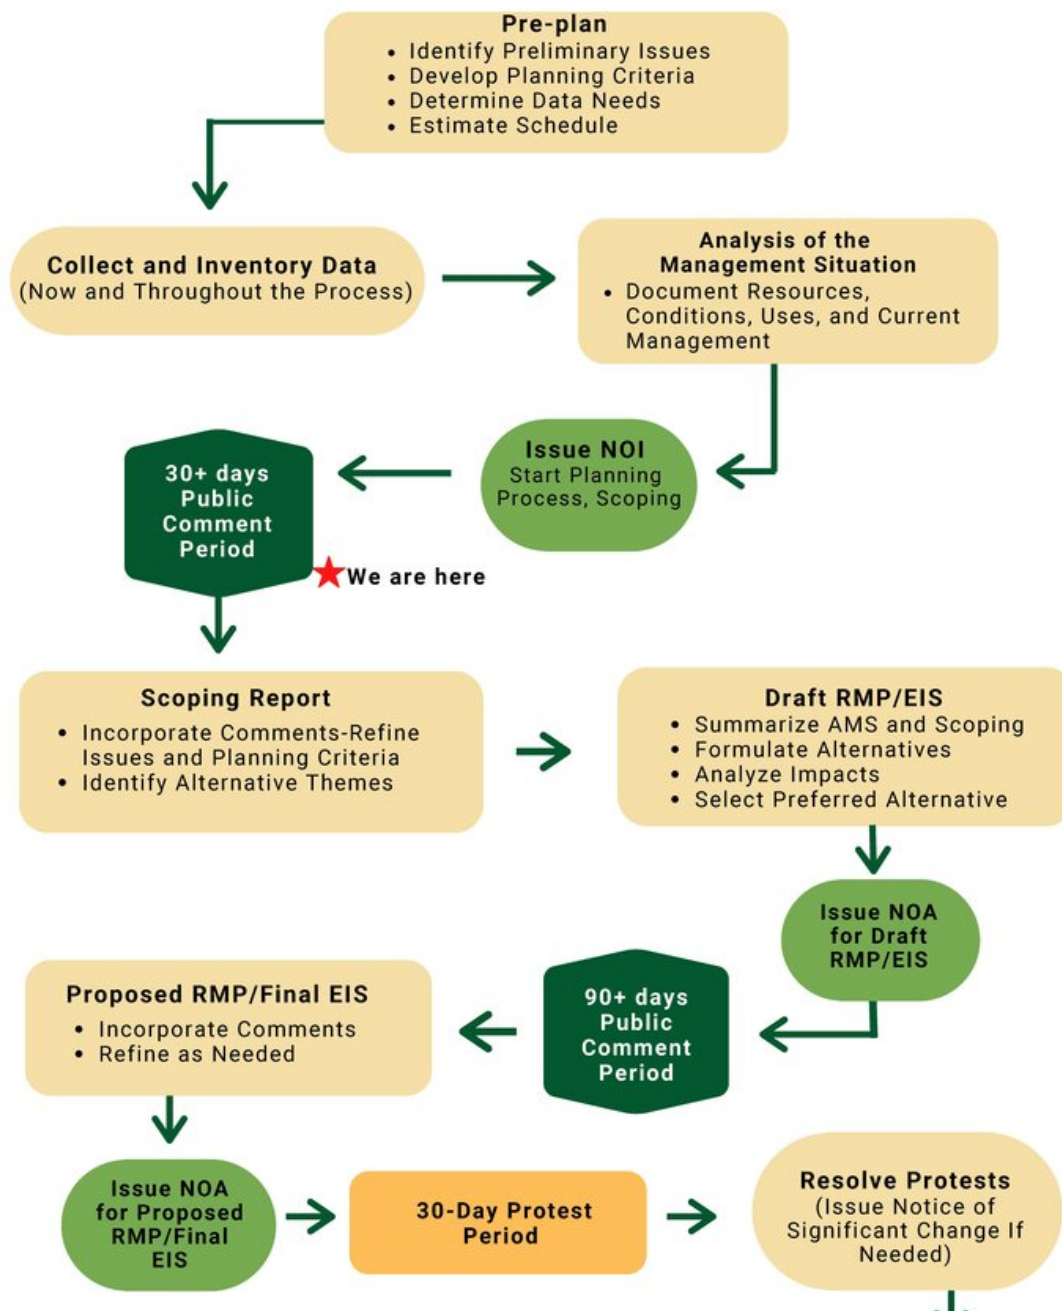 Pre-plan
• Identify Preliminary Issues
• Develop Planning Criteria
• Determine Data Needs
• Estimate Schedule
Collect and Inventory Data
(Now and Throughout the Process)
Analysis of the
Management Situation
• Document Resources,
Conditions, Uses, and Current
Management
Issue NOI
Start Planning
Process, Scoping
30+ days
Public
Comment
Period
We are here
Scoping Report
• Incorporate Comments-Refine
Issues and Planning Criteria
• Identify Alternative Themes
Draft RMP/EIS
• Summarize AMS and Scoping
• Formulate Alternatives
• Analyze Impacts
• Select Preferred Alternative
Issue NOA
for Draft
RMP/EIS
90+ days
Public
Comment
Period
Proposed RMP/Final EIS
• Incorporate Comments
• Refine as Needed
Issue NOA
for Proposed
RMP/Final
EIS
30-Day Protest
Period
Resolve Protests
(Issue Notice of
Significant Change If
Needed)